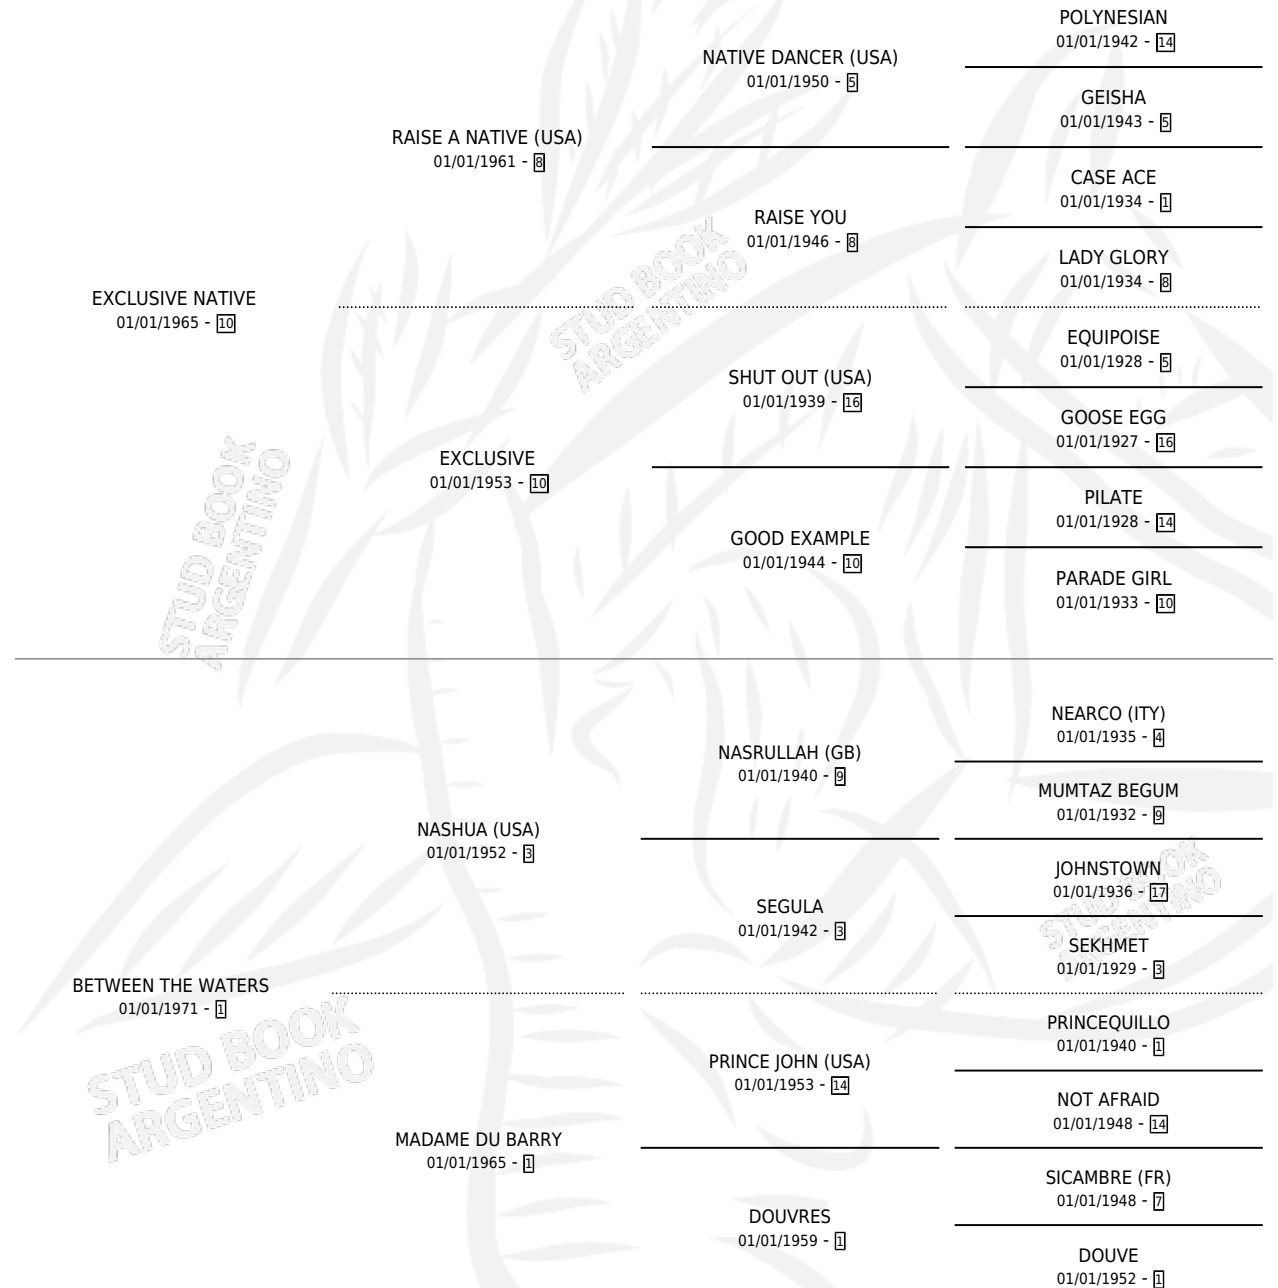 POLYNESIAN
01/01/1942 - 14
NATIVE DANCER (USA)
01/01/1950 - 5
GEISHA
01/01/1943 - 5
RAISE A NATIVE (USA)
01/01/1961 - 8
CASE ACE
01/01/1934 - 1
RAISE YOU
01/01/1946 - 8
LADY GLORY
01/01/1934 - 8
EXCLUSIVE NATIVE
01/01/1965 - 10
STUD BOOK
ARGENTINO
EQUIPOISE
01/01/1928 - 5
SHUT OUT (USA)
01/01/1939 - 16
GOOSE EGG
01/01/1927 - 16
EXCLUSIVE
01/01/1953 - 10
PILATE
01/01/1928 - 14
GOOD EXAMPLE
01/01/1944 - 10
PARADE GIRL
01/01/1933 - 10
STUD BOOK
ARGENTINO
NEARCO (ITY)
01/01/1935 - 4
NASRULLAH (GB)
01/01/1940 - 9
MUMTAZ BEGUM
01/01/1932 - 9
NASHUA (USA)
01/01/1952 - 3
JOHNSTOWN
01/01/1936 - 17
SEGULA
01/01/1942 - 3
SEKHMET
01/01/1929 - 3
STUD BOOK
ARGENTINO
BETWEEN THE WATERS
01/01/1971 - 1
STUD BOOK
ARGENTINO
PRINCEQUILLO
01/01/1940 - 1
PRINCE JOHN (USA)
01/01/1953 - 14
NOT AFRAID
01/01/1948 - 14
MADAME DU BARRY
01/01/1965 - 1
SICAMBRE (FR)
01/01/1948 - 7
DOUVRES
01/01/1959 - 1
DOUVE
01/01/1952 - 1